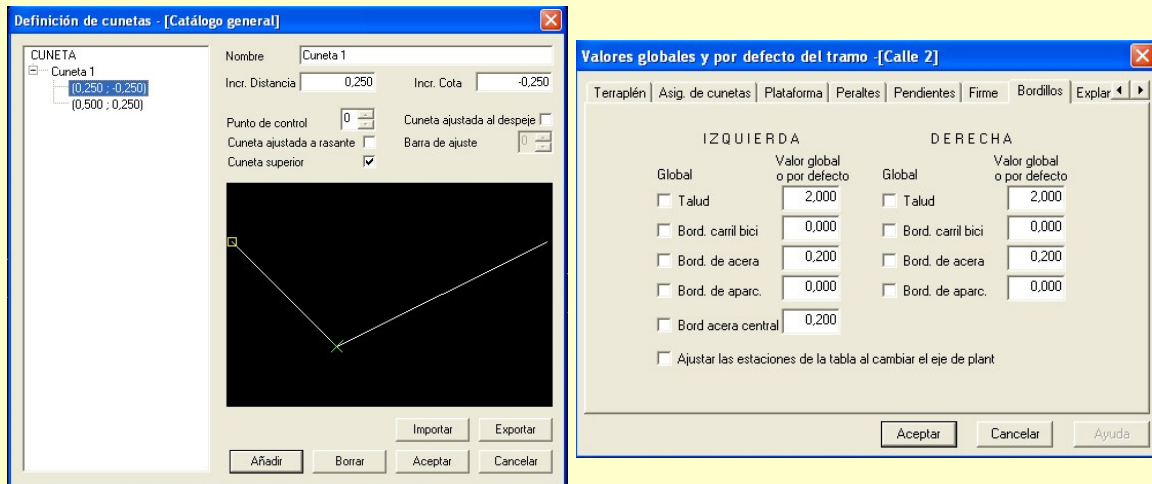 Definición de cunetas - [Catálogo general]
CUNETA
Cuneta 1
(0,250 ; -0,250)
(0,500 ; 0,250)
Nombre Cuneta 1
Incr. Distancia 0,250 Incr. Cota -0,250
Punto de control 0 Cuneta ajustada al despeje
Cuneta ajustada a rasante Barra de ajuste 0
Cuneta superior
Importar Exportar
Añadir Borrar Aceptar Cancelar
Valores globales y por defecto del tramo -[Calle 2]
Terraplén Asig. de cunetas Plataforma Peraltes Pendientes Firme Bordillos Explar
IZQUIERDA DERECHA
Global Valor global o por defecto Global Valor global o por defecto
Talud 2,000 Talud 2,000
Bord. carril bici 0,000 Bord. carril bici 0,000
Bord. de acera 0,200 Bord. de acera 0,200
Bord. de aparc. 0,000 Bord. de aparc. 0,000
Bord acera central 0,200
Ajustar las estaciones de la tabla al cambiar el eje de plant
Aceptar Cancelar Ayuda